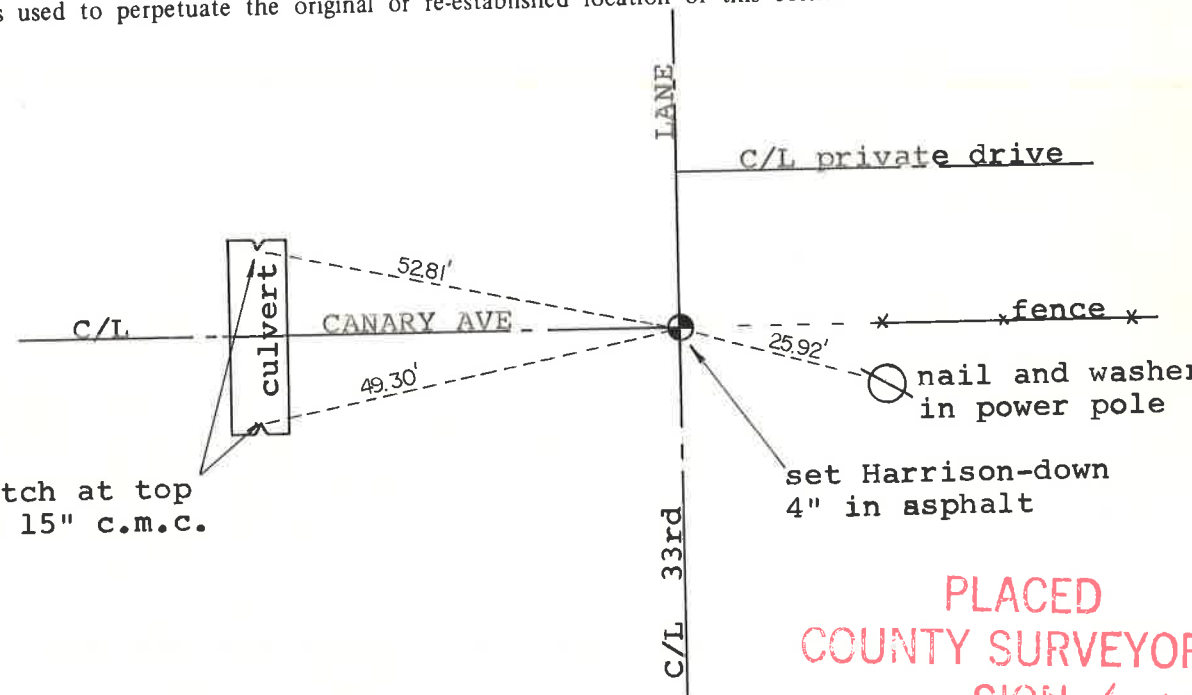 used to perpetuate the original or re-established location of this
LANE
C/L private drive
52.81'
culvert
C/L
CANARY AVE
fence
25.92'
49.30'
nail and washer
in power pole
set Harrison-down
4" in asphalt
tch at top
15" c.m.c.
C/L 33rd
PLACED
COUNTY SURVEYOR